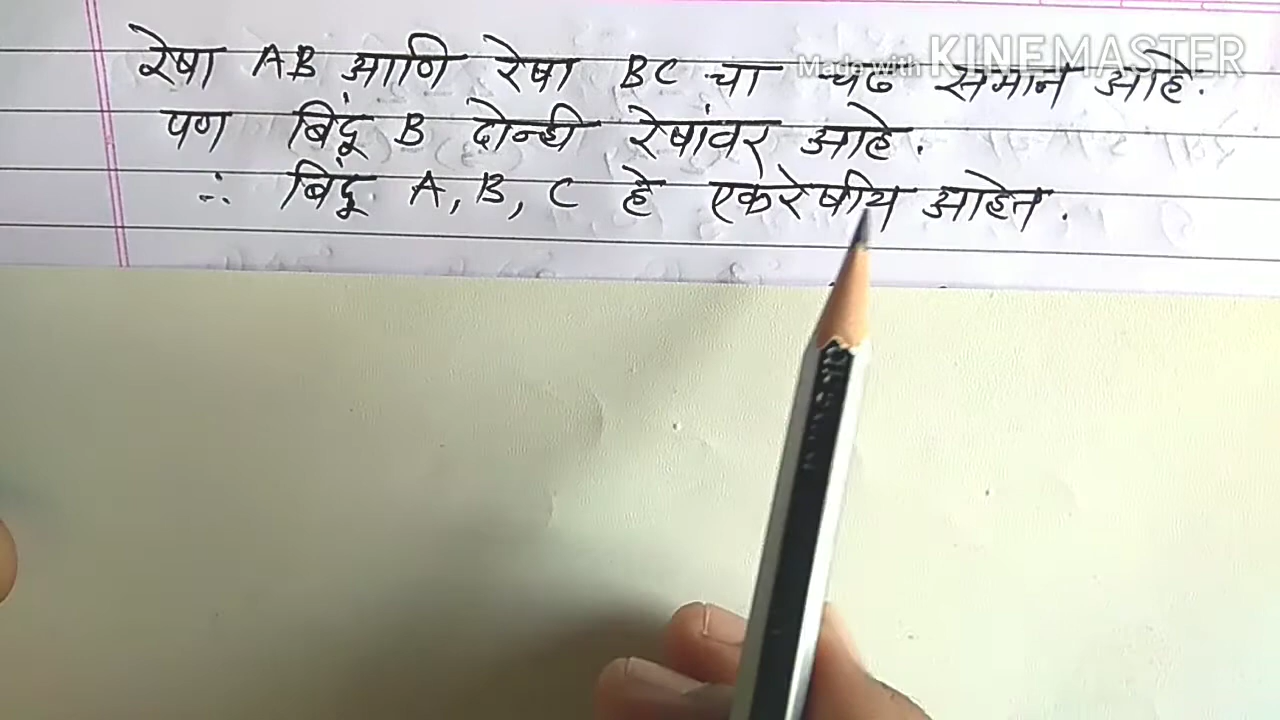 रेषा AB आणि रेषा BC चा चढ समान आहे.
पण बिंदू B दोन्ही रेषांवर आहे.
∴ बिंदू A, B, C हे एकरेषीय आहेत.
Made with KINEMASTER